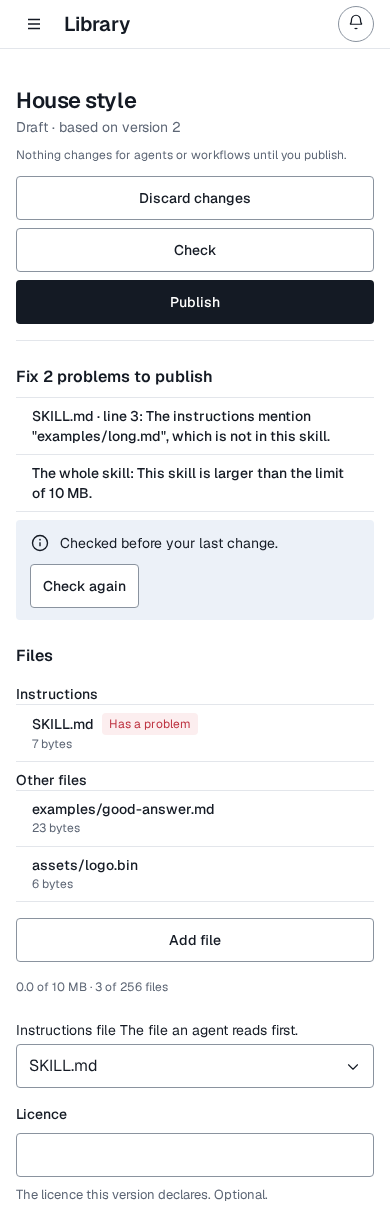 Library
House style
Draft · based on version 2
Nothing changes for agents or workflows until you publish.
Discard changes
Check
Publish
Fix 2 problems to publish
SKILL.md · line 3: The instructions mention
"examples/long.md", which is not in this skill.
The whole skill: This skill is larger than the limit
of 10 MB.
Checked before your last change.
Check again
Files
Instructions
SKILL.md Has a problem
7 bytes
Other files
examples/good-answer.md
23 bytes
assets/logo.bin
6 bytes
Add file
0.0 of 10 MB · 3 of 256 files
Instructions file The file an agent reads first.
SKILL.md
Licence
The licence this version declares. Optional.